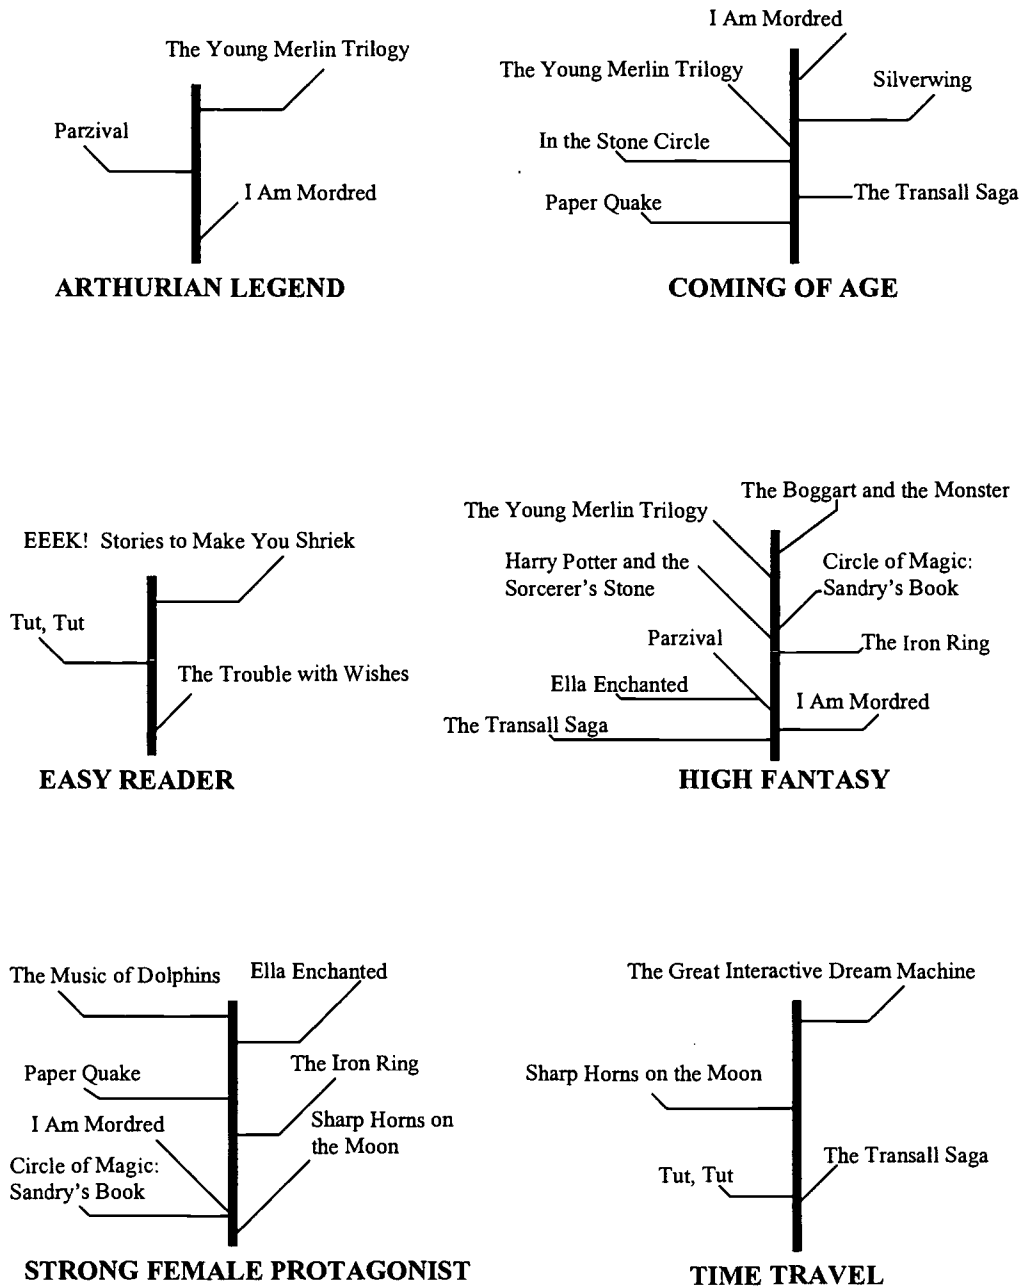 The Young Merlin Trilogy
Parzival
I Am Mordred
ARTHURIAN LEGEND
I Am Mordred
The Young Merlin Trilogy
Silverwing
In the Stone Circle
Paper Quake
The Transall Saga
COMING OF AGE
EEEK! Stories to Make You Shriek
Tut, Tut
The Trouble with Wishes
EASY READER
The Boggart and the Monster
The Young Merlin Trilogy
Harry Potter and the
Sorcerer's Stone
Circle of Magic:
Sandry's Book
Parzival
The Iron Ring
Ella Enchanted
I Am Mordred
The Transall Saga
HIGH FANTASY
The Music of Dolphins
Ella Enchanted
Paper Quake
The Iron Ring
I Am Mordred
Sharp Horns on
the Moon
Circle of Magic:
Sandry's Book
STRONG FEMALE PROTAGONIST
The Great Interactive Dream Machine
Sharp Horns on the Moon
Tut, Tut
The Transall Saga
TIME TRAVEL